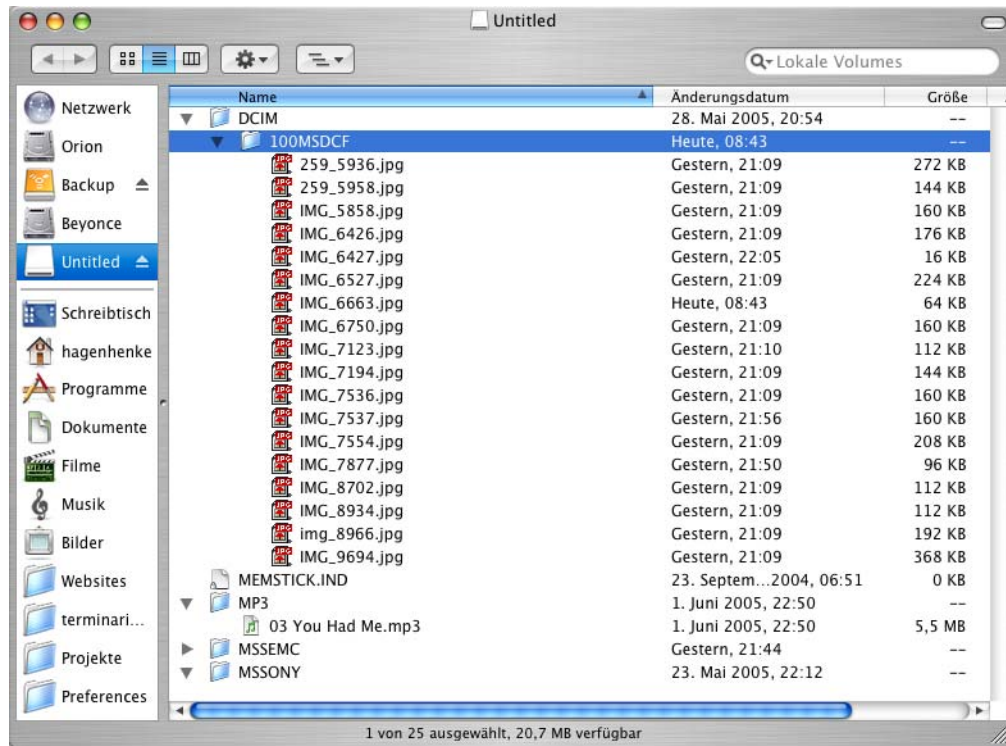 Untitled
Lokale Volumes
Netzwerk
Orion
Backup
Beyonce
Untitled
Schreibtisch
hagenhenke
Programme
Dokumente
Filme
Musik
Bilder
Websites
terminari...
Projekte
Preferences
Name Änderungsdatum Größe
DCIM 28. Mai 2005, 20:54 --
100MSDCF Heute, 08:43 --
259_5936.jpg Gestern, 21:09 272 KB
259_5958.jpg Gestern, 21:09 144 KB
IMG_5858.jpg Gestern, 21:09 160 KB
IMG_6426.jpg Gestern, 21:09 176 KB
IMG_6427.jpg Gestern, 22:05 16 KB
IMG_6527.jpg Gestern, 21:09 224 KB
IMG_6663.jpg Heute, 08:43 64 KB
IMG_6750.jpg Gestern, 21:09 160 KB
IMG_7123.jpg Gestern, 21:10 112 KB
IMG_7194.jpg Gestern, 21:09 144 KB
IMG_7536.jpg Gestern, 21:09 160 KB
IMG_7537.jpg Gestern, 21:56 160 KB
IMG_7554.jpg Gestern, 21:09 208 KB
IMG_7877.jpg Gestern, 21:50 96 KB
IMG_8702.jpg Gestern, 21:09 112 KB
IMG_8934.jpg Gestern, 21:09 112 KB
img_8966.jpg Gestern, 21:09 192 KB
IMG_9694.jpg Gestern, 21:09 368 KB
MEMSTICK.IND 23. Septem...2004, 06:51 0 KB
MP3 1. Juni 2005, 22:50 --
03 You Had Me.mp3 1. Juni 2005, 22:50 5,5 MB
MSSEMC Gestern, 21:44 --
MSSONY 23. Mai 2005, 22:12 --
1 von 25 ausgewählt, 20,7 MB verfügbar